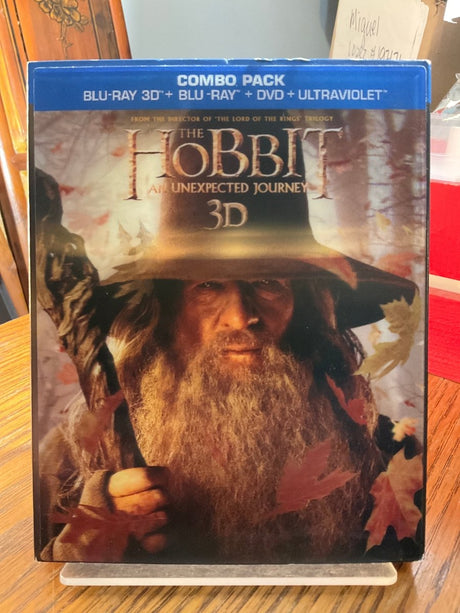 Miguel
COMBO PACK
BLU-RAY 3D™ + BLU-RAY™ + DVD + ULTRAVIOLET™
FROM THE DIRECTOR OF "THE LORD OF THE RINGS" TRILOGY
THE
HOBBIT
AN UNEXPECTED JOURNEY
3D